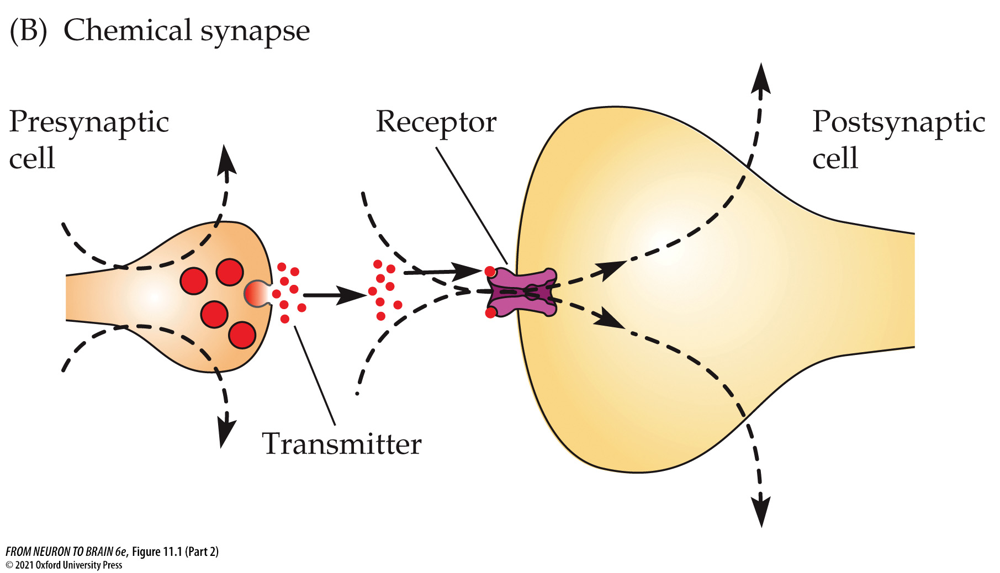 (B) Chemical synapse
Presynaptic
cell
Receptor
Postsynaptic
cell
Transmitter
FROM NEURON TO BRAIN 6e, Figure 11.1 (Part 2)
© 2021 Oxford University Press